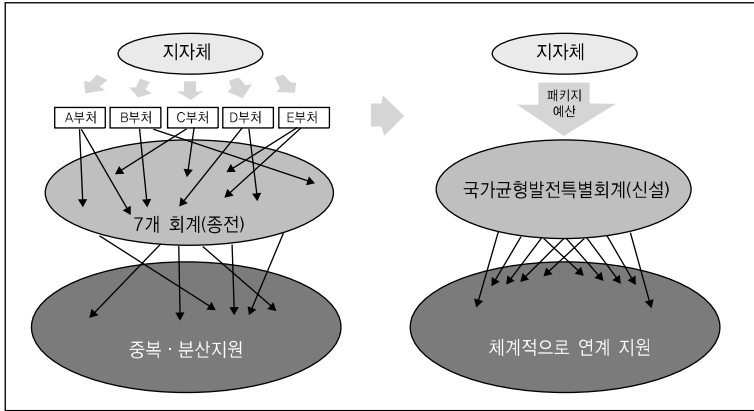 지자체
A부처 B부처 C부처 D부처 E부처
7개 회계(종전)
중복·분산지원
지자체
패키지
예산
국가균형발전특별회계(신설)
체계적으로 연계 지원